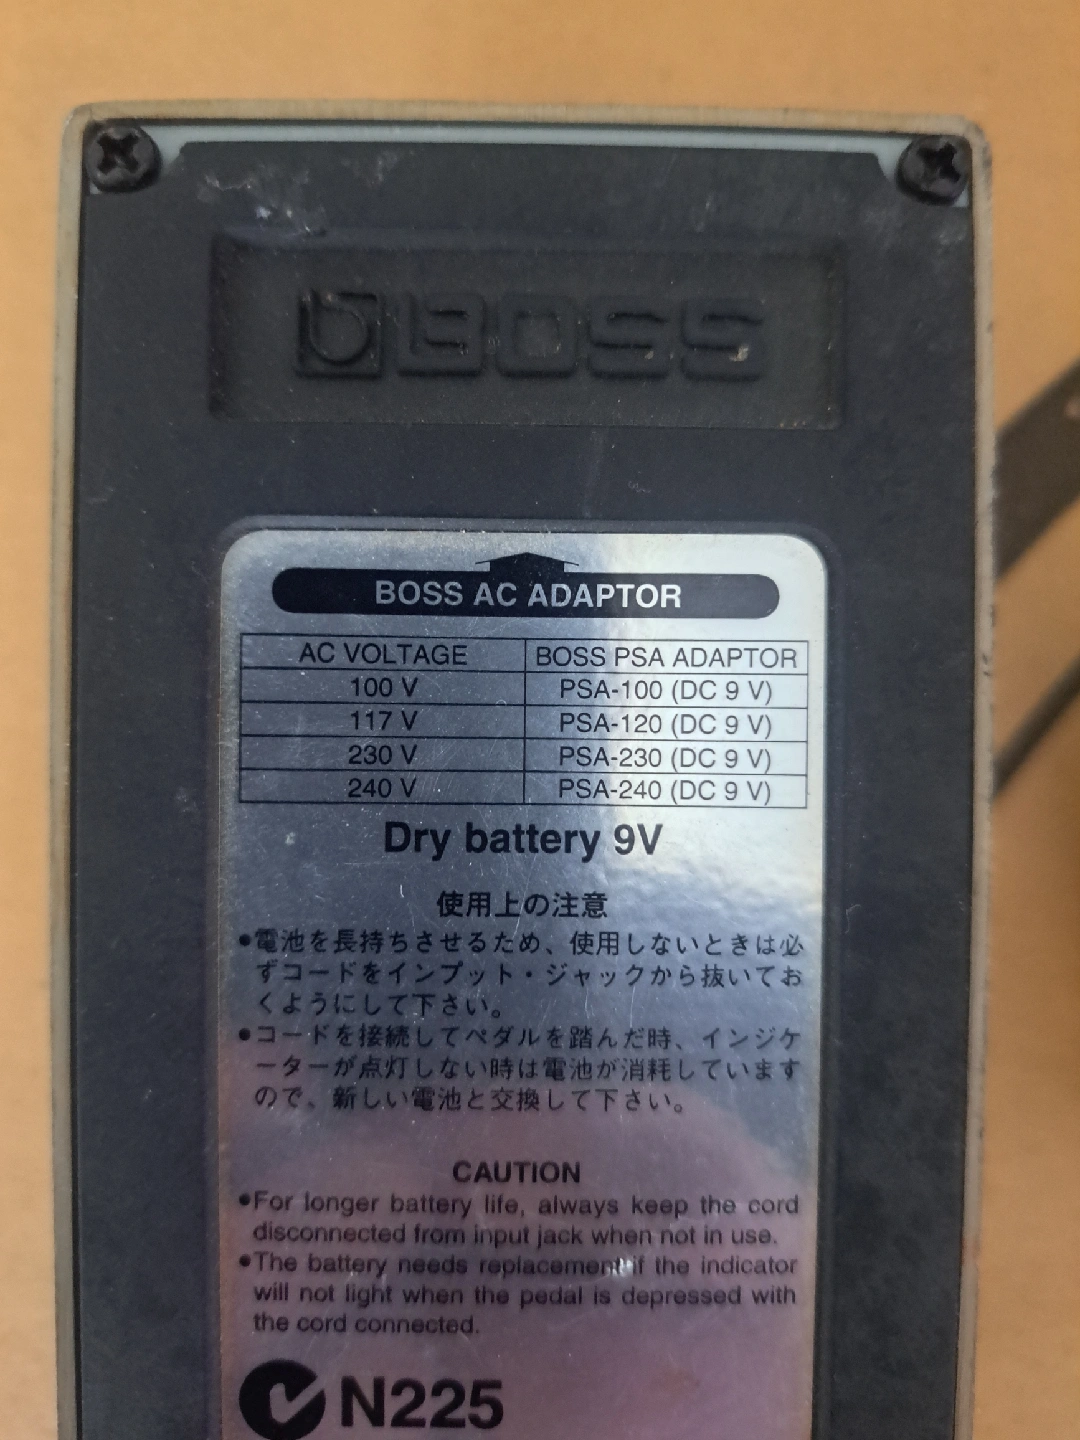 BOSS
BOSS AC ADAPTOR
AC VOLTAGE BOSS PSA ADAPTOR
100 V PSA-100 (DC 9 V)
117 V PSA-120 (DC 9 V)
230 V PSA-230 (DC 9 V)
240 V PSA-240 (DC 9 V)
Dry battery 9V
使用上の注意
●電池を長持ちさせるため、使用しないときは必
ずコードをインプット・ジャックから抜いてお
くようにして下さい。
●コードを接続してペダルを踏んだ時、インジケ
ーターが点灯しない時は電池が消耗しています
ので、新しい電池と交換して下さい。
CAUTION
●For longer battery life, always keep the cord
disconnected from input jack when not in use.
●The battery needs replacement if the indicator
will not light when the pedal is depressed with
the cord connected.
N225